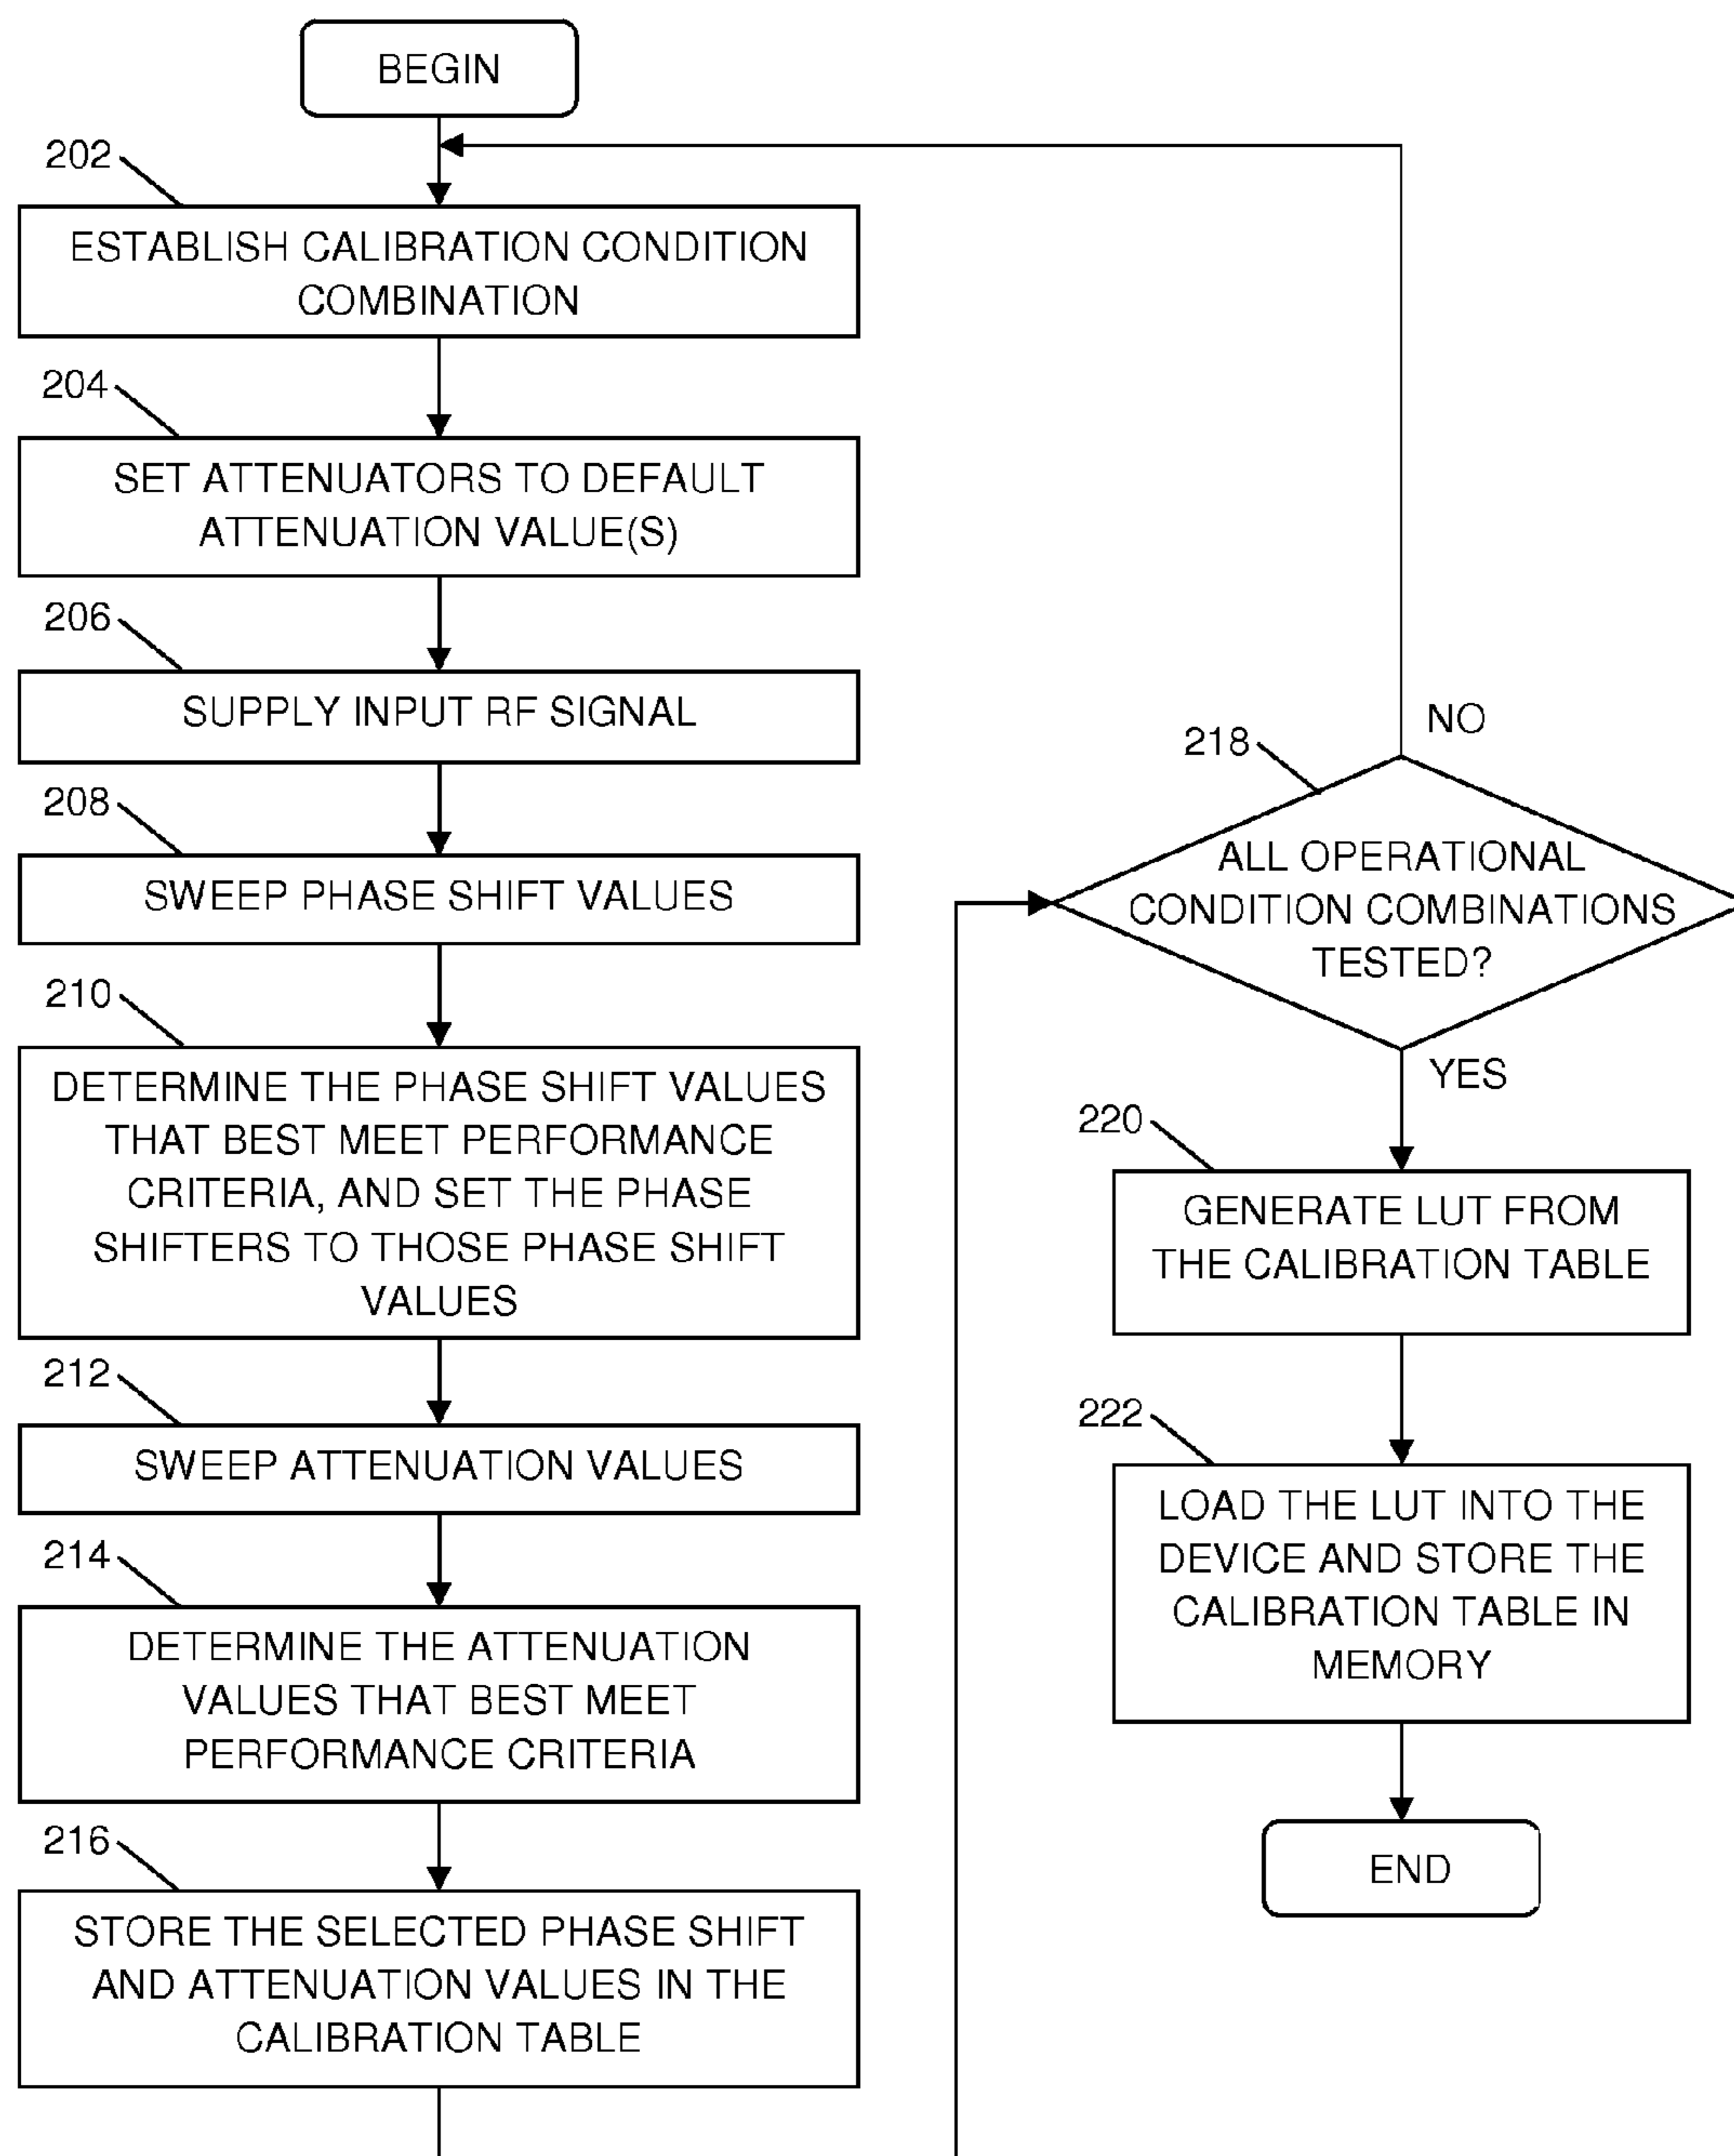 BEGIN
202
ESTABLISH CALIBRATION CONDITION
COMBINATION
204
SET ATTENUATORS TO DEFAULT
ATTENUATION VALUE(S)
206
SUPPLY INPUT RF SIGNAL
208
SWEEP PHASE SHIFT VALUES
210
DETERMINE THE PHASE SHIFT VALUES
THAT BEST MEET PERFORMANCE
CRITERIA, AND SET THE PHASE
SHIFTERS TO THOSE PHASE SHIFT
VALUES
212
SWEEP ATTENUATION VALUES
214
DETERMINE THE ATTENUATION
VALUES THAT BEST MEET
PERFORMANCE CRITERIA
216
STORE THE SELECTED PHASE SHIFT
AND ATTENUATION VALUES IN THE
CALIBRATION TABLE
NO
218
ALL OPERATIONAL
CONDITION COMBINATIONS
TESTED?
YES
220
GENERATE LUT FROM
THE CALIBRATION TABLE
222
LOAD THE LUT INTO THE
DEVICE AND STORE THE
CALIBRATION TABLE IN
MEMORY
END